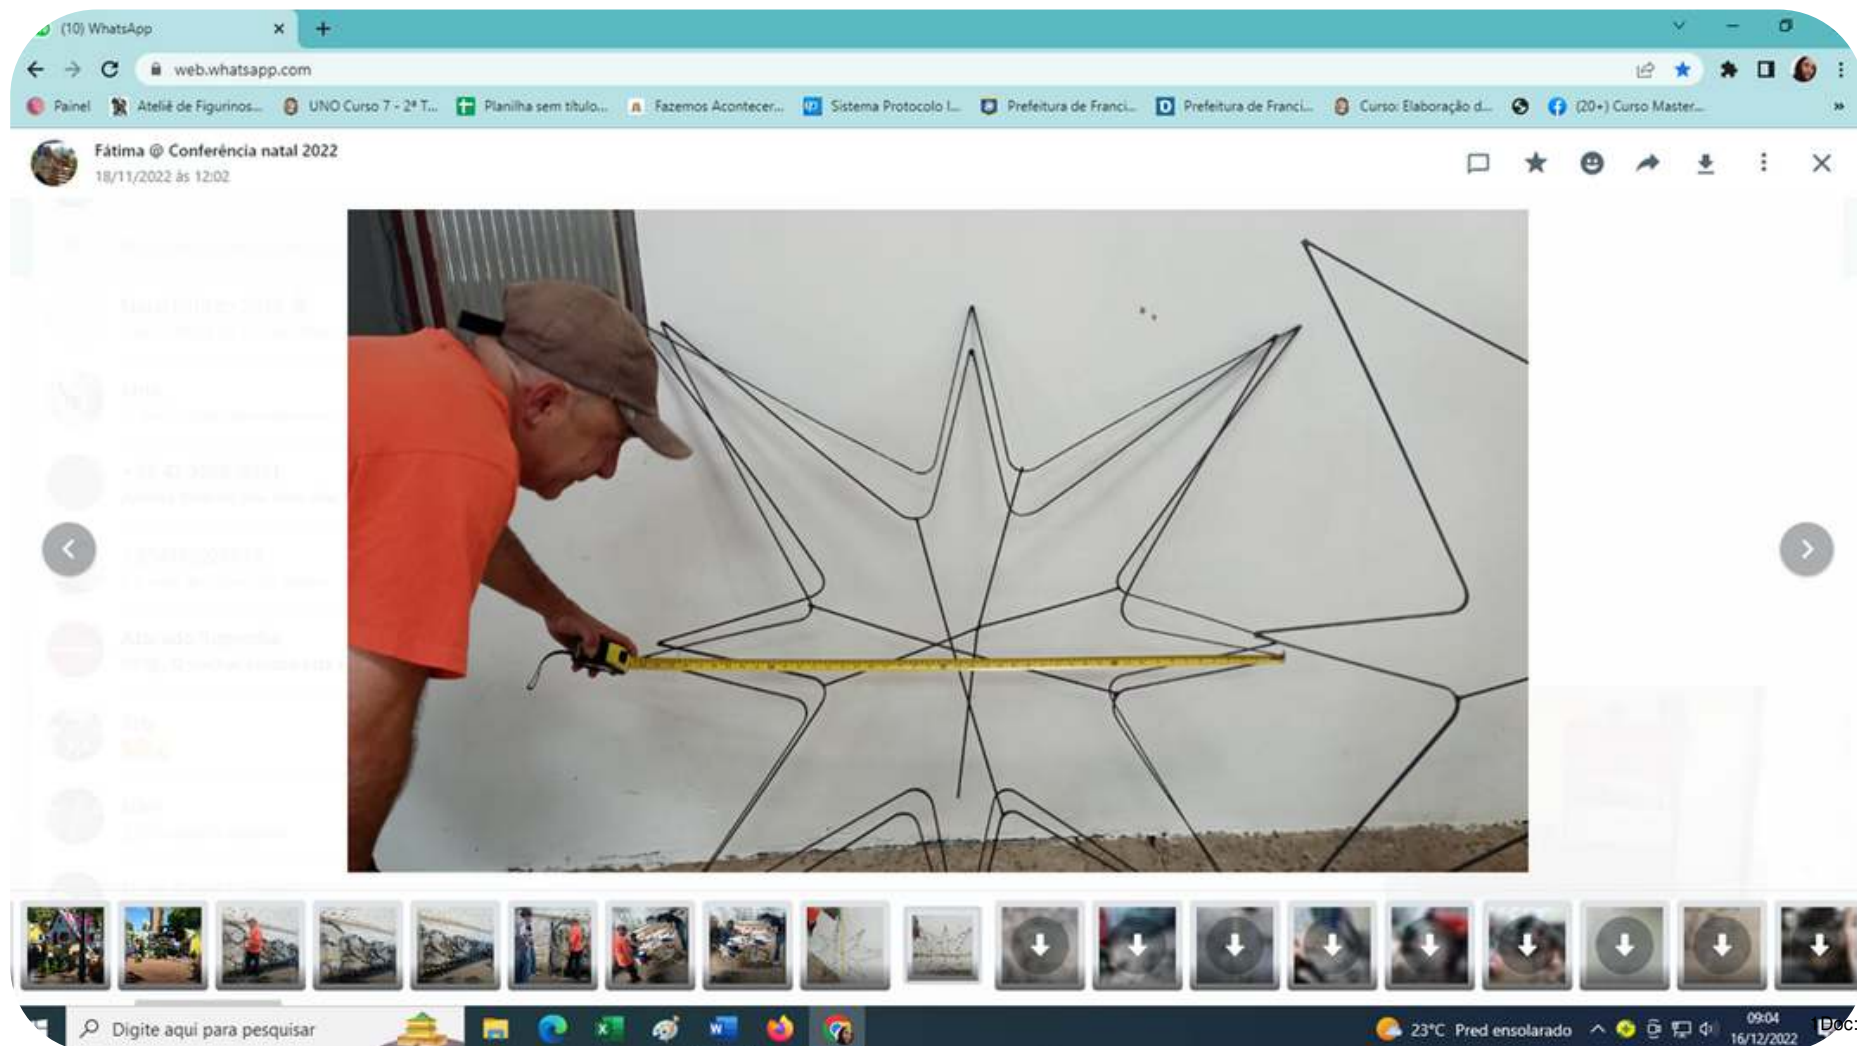 (10) WhatsApp
web.whatsapp.com
Painel Ateliê de Figurinos... UNO Curso 7 - 2ª T... Planilha sem título... Fazemos Acontecer... Sistema Protocolo I... Prefeitura de Franci... Prefeitura de Franci... Curso: Elaboração d... (20+) Curso Master...
Fátima @ Conferência natal 2022
18/11/2022 às 12:02
Digite aqui para pesquisar
23°C Pred ensolarado
09:04
16/12/2022
1Doc: